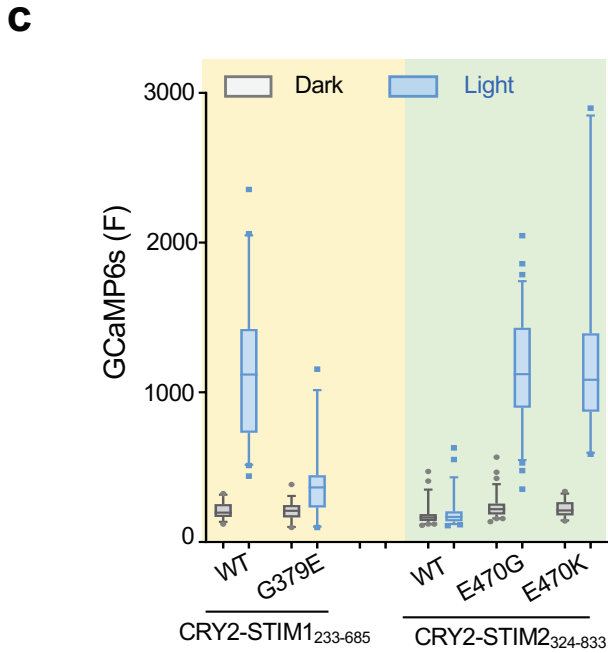 c
Dark Light
3000
2000
1000
0
GCaMP6s (F)
WT G379E WT E470G E470K
CRY2-STIM1233-685 CRY2-STIM2324-833